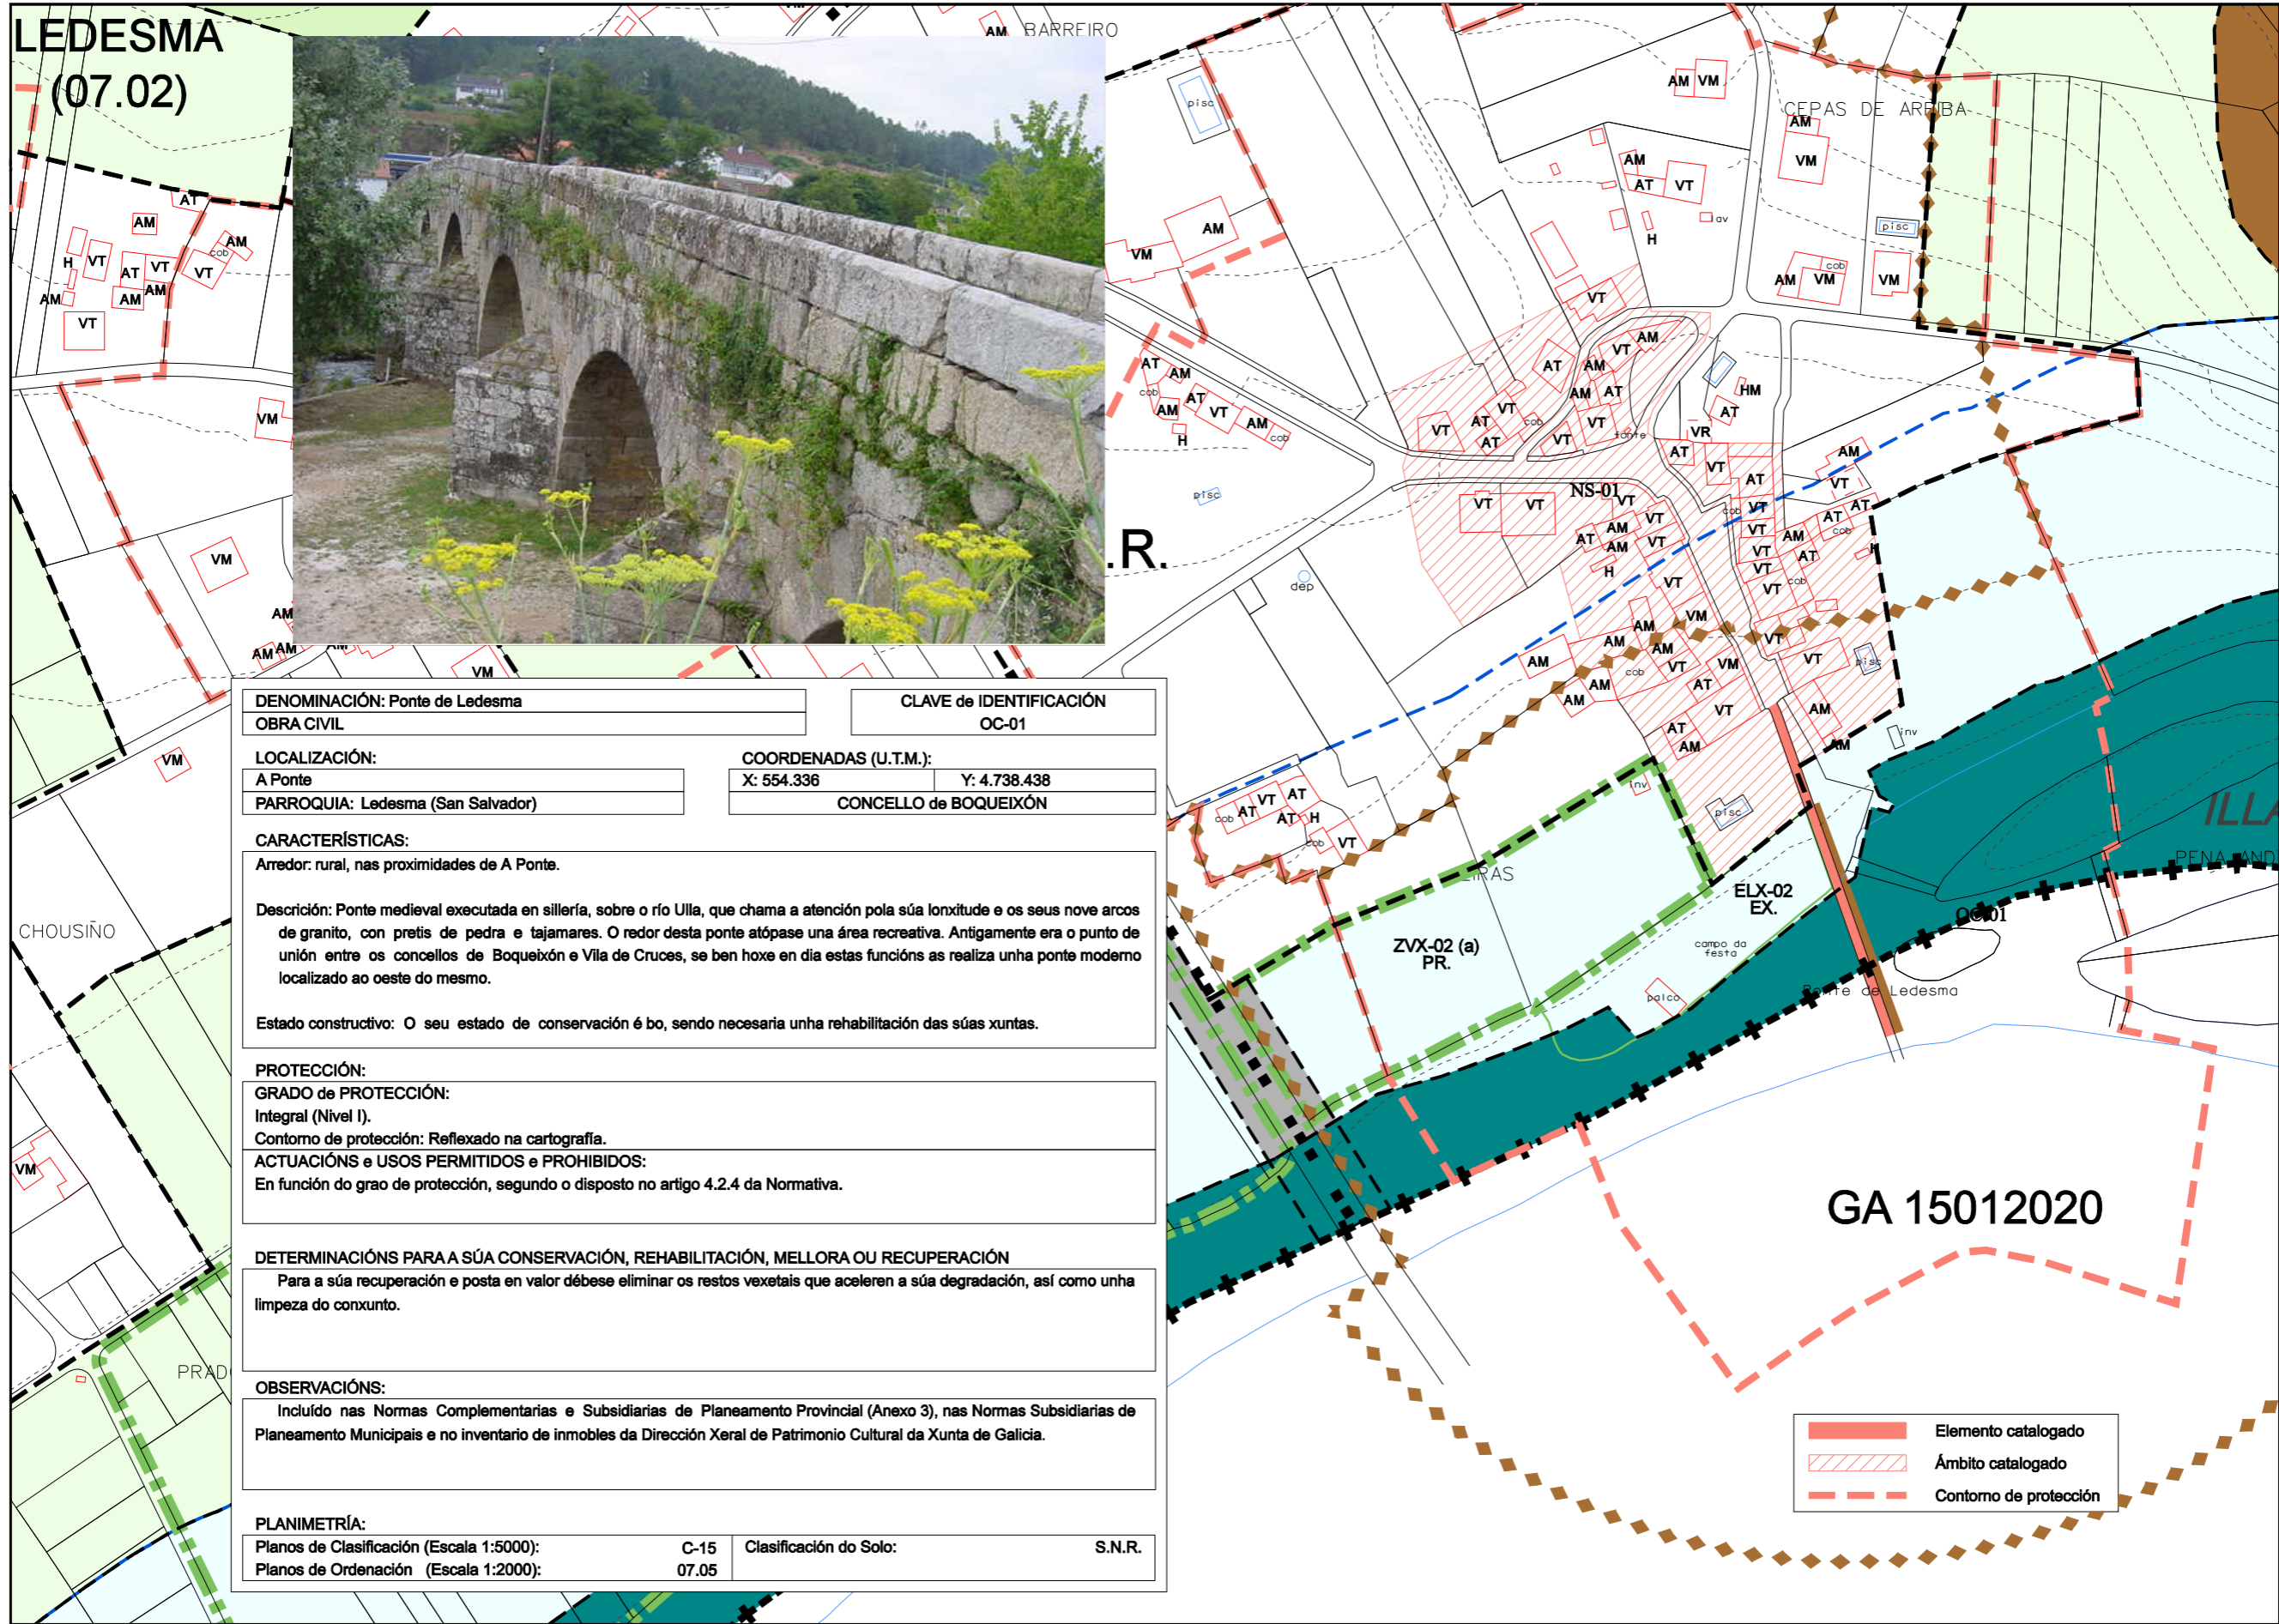 LEDESMA
(07.02)
BARREIRO
CEPAS DE ARRIBA
NS-01
.R.
dep
fonte
DENOMINACIÓN: Ponte de Ledesma
OBRA CIVIL
CLAVE de IDENTIFICACIÓN
OC-01
LOCALIZACIÓN:
A Ponte
PARROQUIA: Ledesma (San Salvador)
COORDENADAS (U.T.M.):
X: 554.336 Y: 4.738.438
CONCELLO de BOQUEIXÓN
CARACTERÍSTICAS:
Arredor: rural, nas proximidades de A Ponte.
Descrición: Ponte medieval executada en sillería, sobre o río Ulla, que chama a atención pola súa lonxitude e os seus nove arcos
de granito, con pretis de pedra e tajamares. O redor desta ponte atópase una área recreativa. Antigamente era o punto de
unión entre os concellos de Boqueixón e Vila de Cruces, se ben hoxe en dia estas funcións as realiza unha ponte moderno
localizado ao oeste do mesmo.
Estado constructivo: O seu estado de conservación é bo, sendo necesaria unha rehabilitación das súas xuntas.
PROTECCIÓN:
GRADO de PROTECCIÓN:
Integral (Nivel I).
Contorno de protección: Reflexado na cartografía.
ACTUACIÓNS e USOS PERMITIDOS e PROHIBIDOS:
En función do grao de protección, segundo o disposto no artigo 4.2.4 da Normativa.
DETERMINACIÓNS PARA A SÚA CONSERVACIÓN, REHABILITACIÓN, MELLORA OU RECUPERACIÓN
Para a súa recuperación e posta en valor débese eliminar os restos vexetais que aceleren a súa degradación, así como unha
limpeza do conxunto.
OBSERVACIÓNS:
Incluído nas Normas Complementarias e Subsidiarias de Planeamento Provincial (Anexo 3), nas Normas Subsidiarias de
Planeamento Municipais e no inventario de inmobles da Dirección Xeral de Patrimonio Cultural da Xunta de Galicia.
PLANIMETRÍA:
Planos de Clasificación (Escala 1:5000): C-15
Planos de Ordenación (Escala 1:2000): 07.05
Clasificación do Solo: S.N.R.
CHOUSIÑO
PRADO
EIRAS
ZVX-02 (a)
PR.
ELX-02
EX.
campo da
festa
palco
OC-01
Ponte de Ledesma
ILLA
PENA AND
GA 15012020
Elemento catalogado
Ámbito catalogado
Contorno de protección